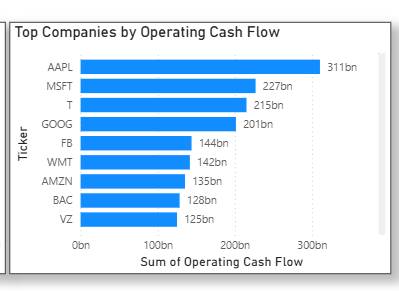 Top Companies by Operating Cash Flow
Ticker
AAPL 311bn
MSFT 227bn
T 215bn
GOOG 201bn
FB 144bn
WMT 142bn
AMZN 135bn
BAC 128bn
VZ 125bn
0bn 100bn 200bn 300bn
Sum of Operating Cash Flow